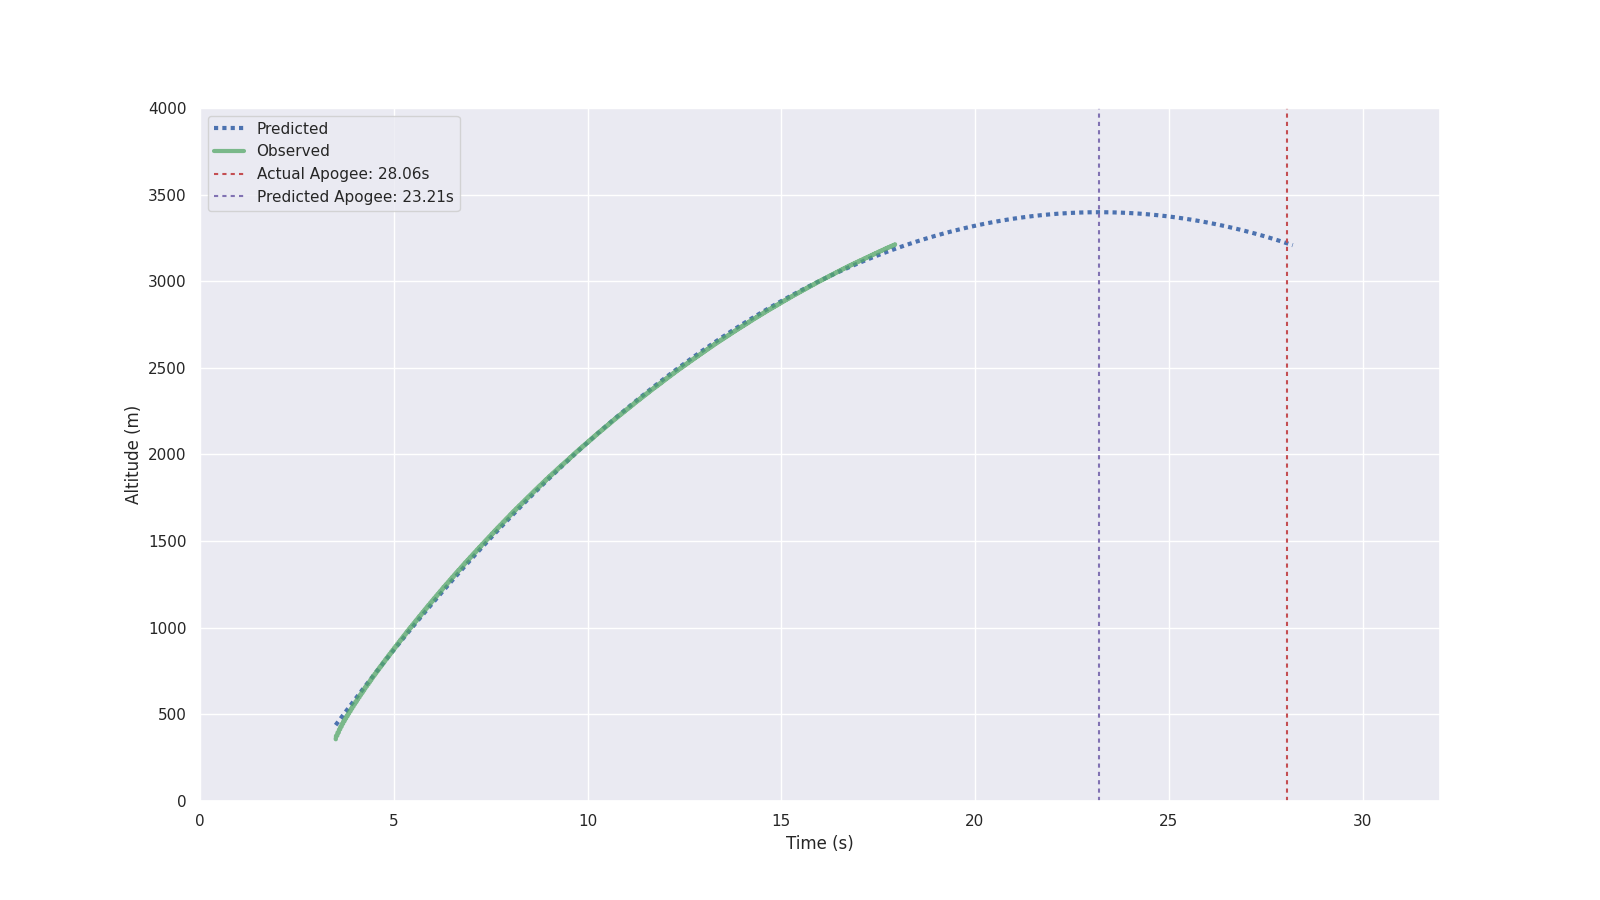 4000
3500
3000
2500
2000
1500
1000
500
0
Altitude (m)
Predicted
Observed
Actual Apogee: 28.06s
Predicted Apogee: 23.21s
0 5 10 15 20 25 30
Time (s)